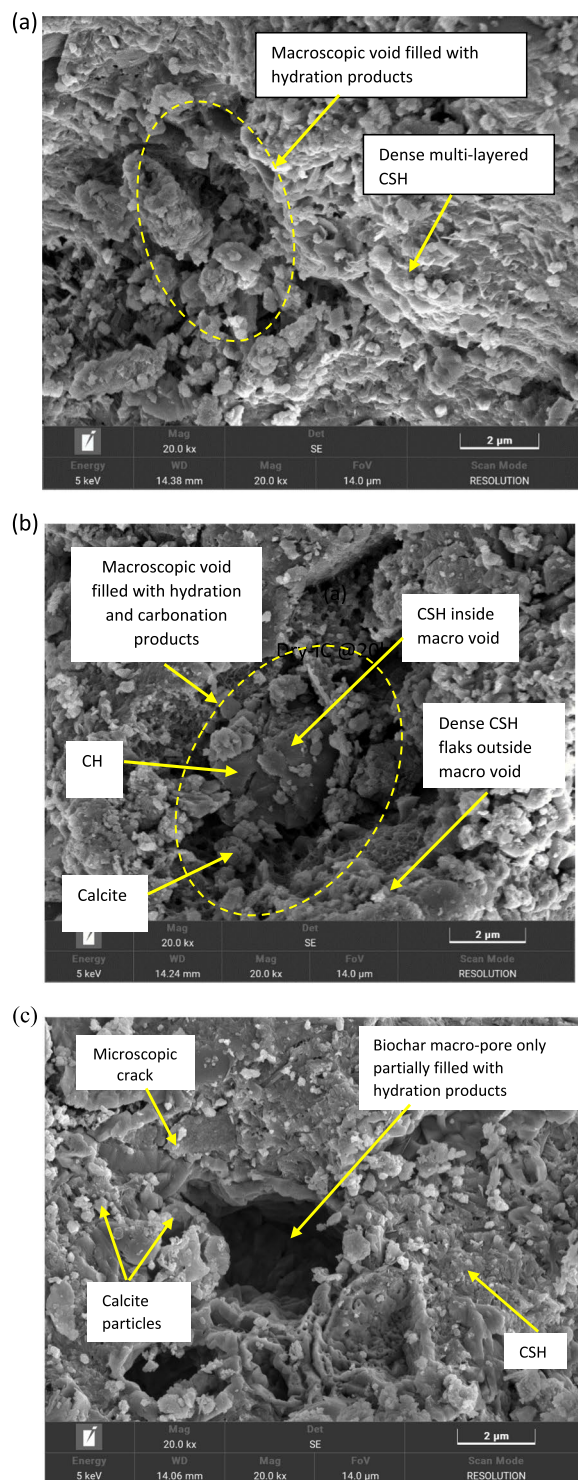 (a)
Macroscopic void filled with
hydration products
Dense multi-layered
CSH
Mag
Det
20.0 kx
SE
2 µm
Energy
WD
Mag
FoV
Scan Mode
5 keV
14.38 mm
20.0 kx
14.0 µm
RESOLUTION
(b)
Macroscopic void
filled with hydration
and carbonation
products
(a)
CSH inside
macro void
Dense CSH
flaks outside
macro void
CH
Calcite
Mag
Det
20.0 kx
SE
2 µm
Energy
WD
Mag
FoV
Scan Mode
5 keV
14.24 mm
20.0 kx
14.0 µm
RESOLUTION
(c)
Microscopic
crack
Biochar macro-pore only
partially filled with
hydration products
Calcite
particles
CSH
Mag
Det
20.0 kx
SE
2 µm
Energy
WD
Mag
FoV
Scan Mode
5 keV
14.06 mm
20.0 kx
14.0 µm
RESOLUTION